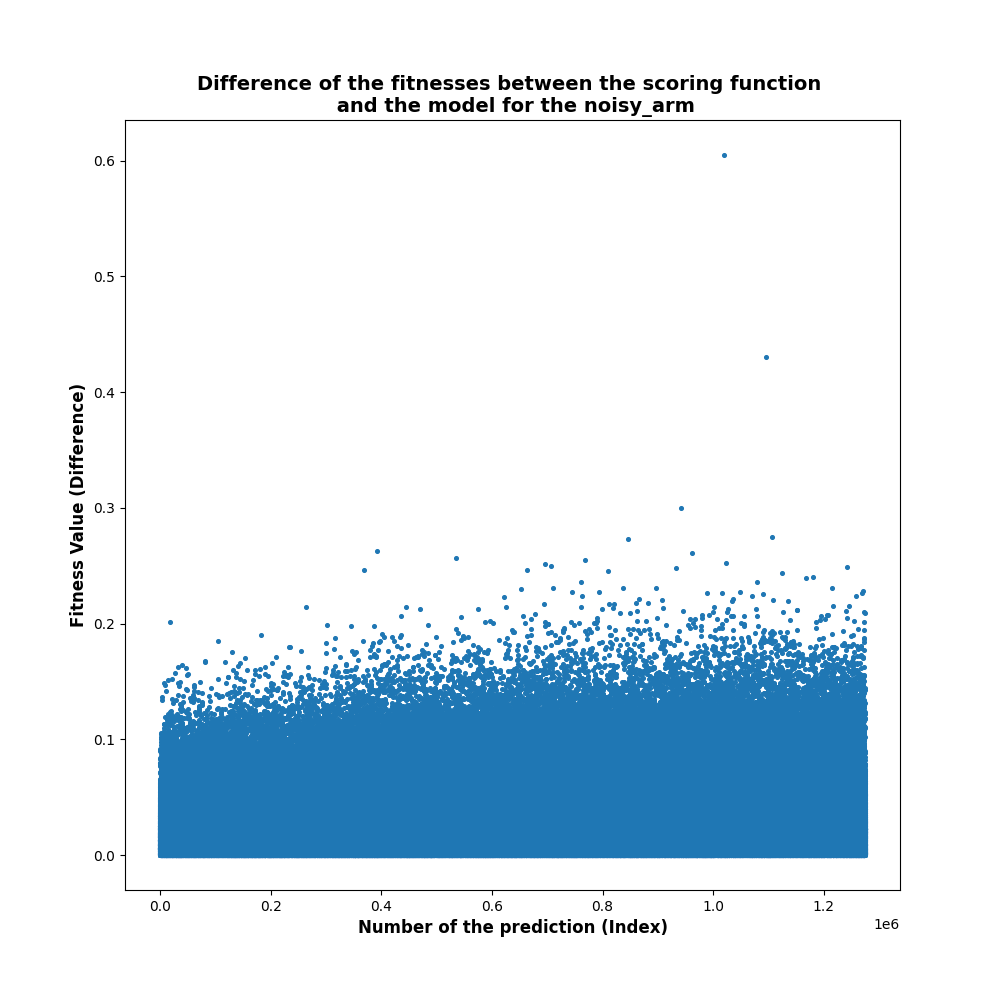 Difference of the fitnesses between the scoring function
and the model for the noisy_arm
Fitness Value (Difference)
0.6
0.5
0.4
0.3
0.2
0.1
0.0
0.0 0.2 0.4 0.6 0.8 1.0 1.2
1e6
Number of the prediction (Index)